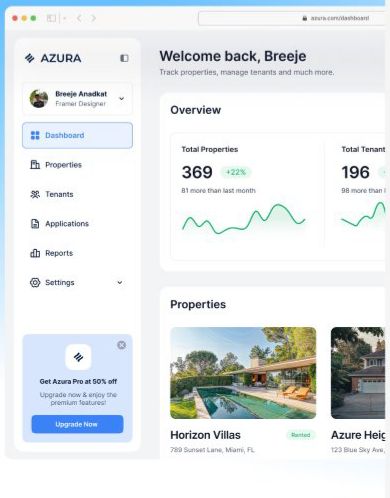 azura.com/dashboard
AZURA
Breeje Anadkat
Framer Designer
Dashboard
Properties
Tenants
Applications
Reports
Settings
Get Azura Pro at 50% off
Upgrade now & enjoy the
premium features!
Upgrade Now
Welcome back, Breeje
Track properties, manage tenants and much more.
Overview
Total Properties
369 +22%
81 more than last month
Total Tenant
196
98 more than
Properties
Horizon Villas Rented
789 Sunset Lane, Miami, FL
Azure Heig
123 Blue Sky Ave,